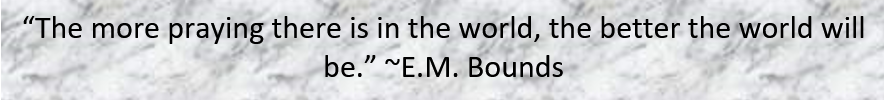 “The more praying there is in the world, the better the world will
be.” ~E.M. Bounds